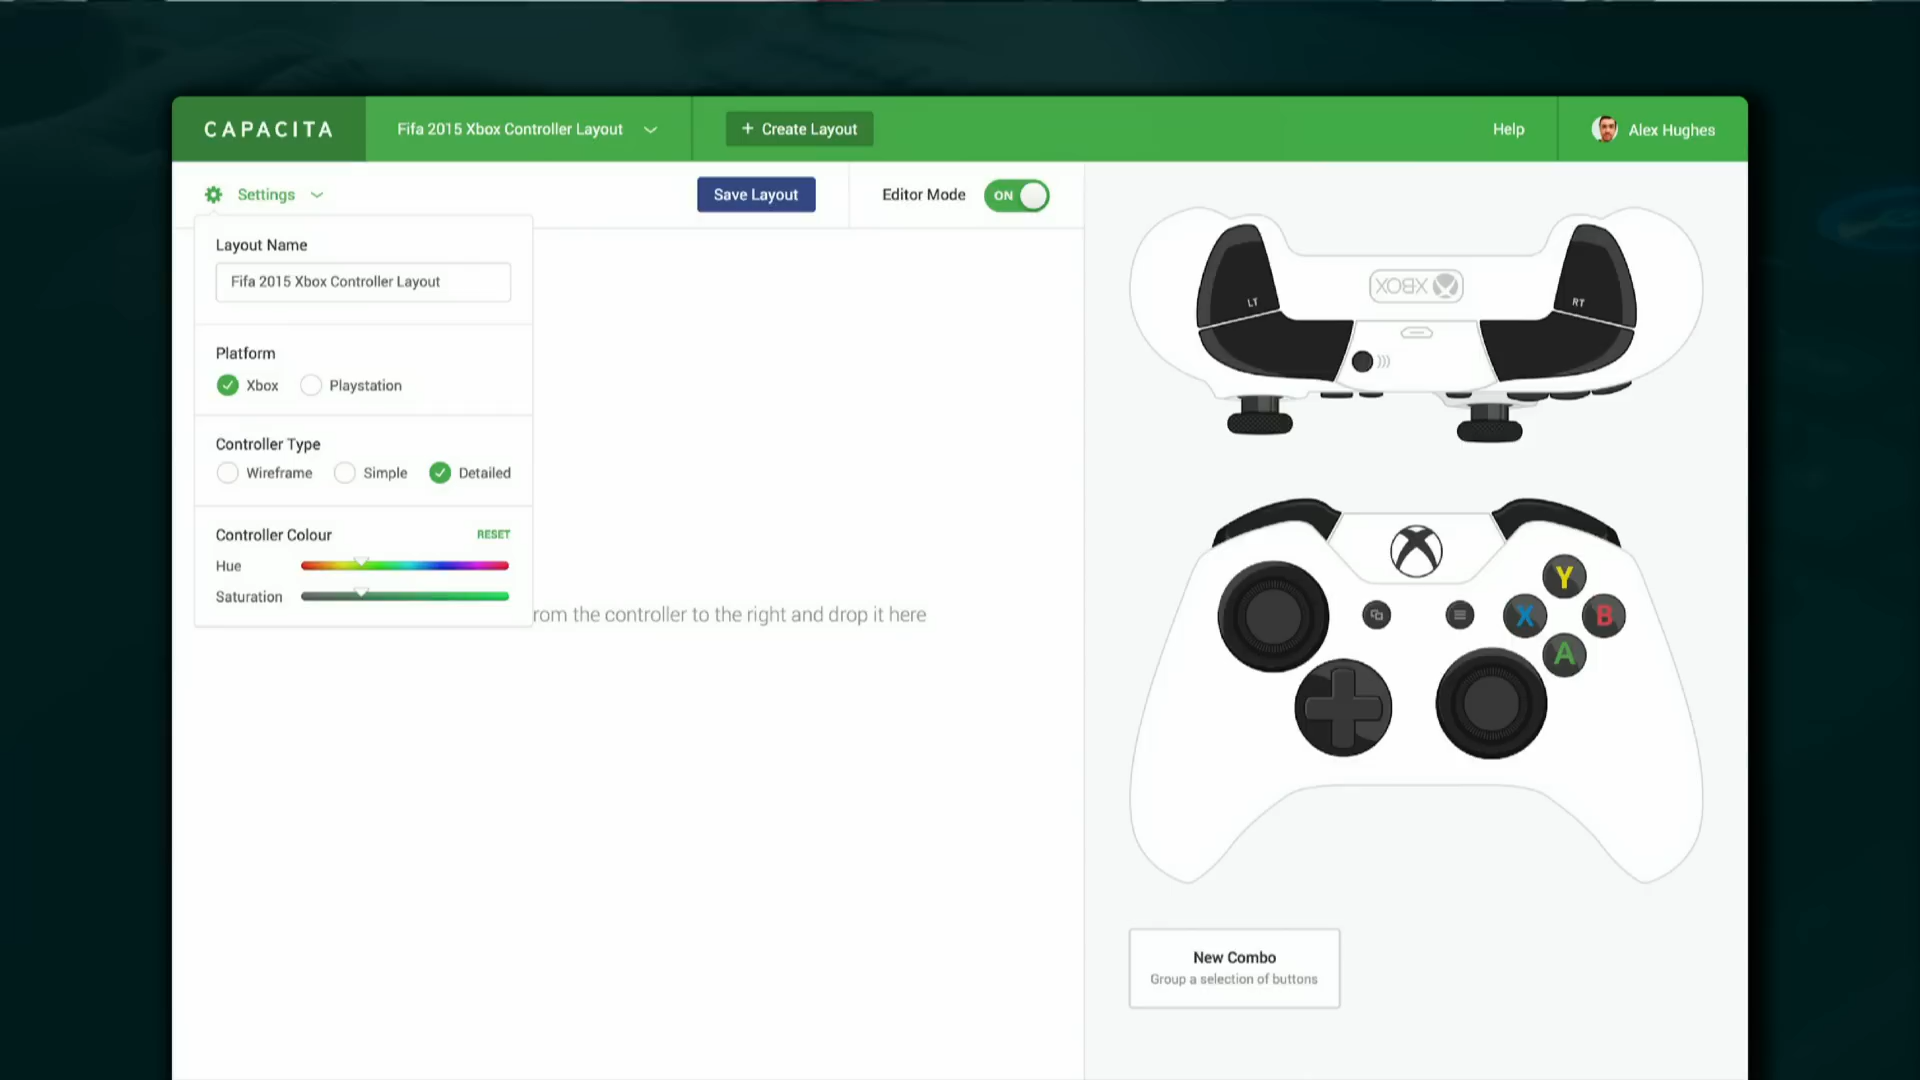 CAPACITA
Fifa 2015 Xbox Controller Layout
+ Create Layout
Help
Alex Hughes
Settings
Save Layout
Editor Mode
ON
Layout Name
Fifa 2015 Xbox Controller Layout
Platform
Xbox
Playstation
Controller Type
Wireframe
Simple
Detailed
Controller Colour
RESET
Hue
Saturation
rom the controller to the right and drop it here
LT
XBOX
RT
Y
X
B
A
New Combo
Group a selection of buttons